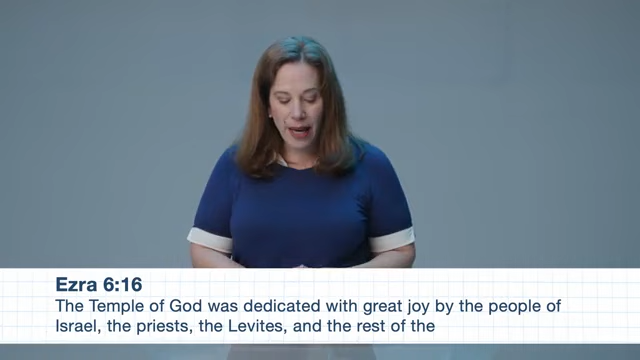 Ezra 6:16
The Temple of God was dedicated with great joy by the people of
Israel, the priests, the Levites, and the rest of the